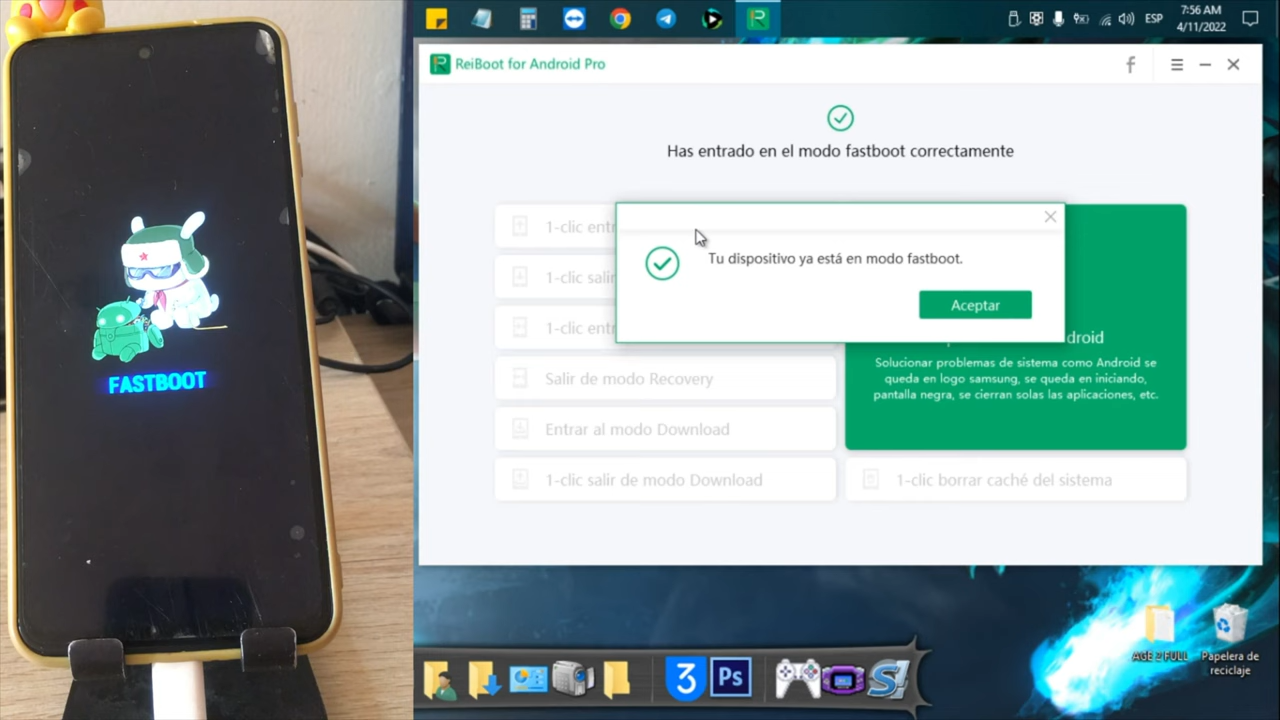 FASTBOOT
ESP
7:56 AM
4/11/2022
ReiBoot for Android Pro
Has entrado en el modo fastboot correctamente
Tu dispositivo ya está en modo fastboot.
Aceptar
1-clic
1-clic
1-clic
Salir de modo Recovery
Entrar al modo Download
1-clic salir de modo Download
Solucionar problemas de sistema como Android se
queda en logo samsung, se queda en iniciando,
pantalla negra, se cierran solas las aplicaciones, etc.
1-clic borrar caché del sistema
3
Ps
AGE 2 FULL
Papelera de
reciclaje